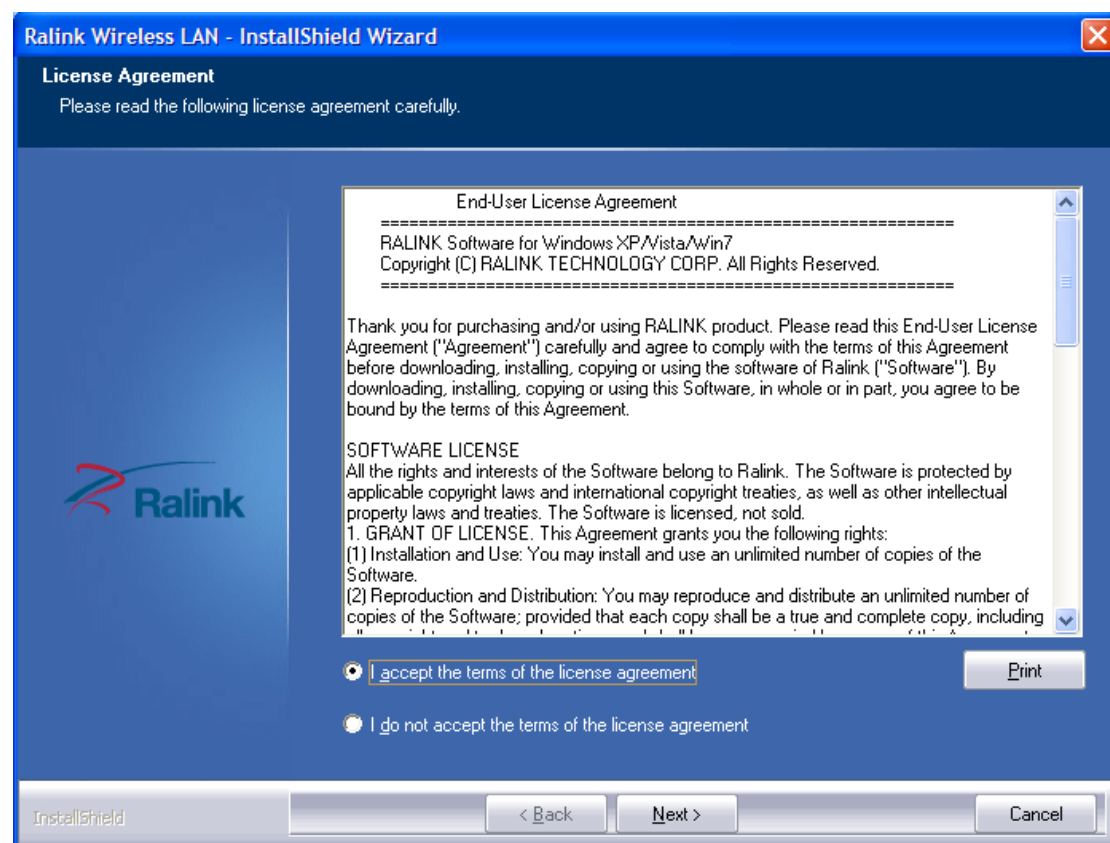 Ralink Wireless LAN - InstallShield Wizard
License Agreement
Please read the following license agreement carefully.
End-User License Agreement
=============================================================
RALINK Software for Windows XP/Vista/Win7
Copyright (C) RALINK TECHNOLOGY CORP. All Rights Reserved.
=============================================================
Thank you for purchasing and/or using RALINK product. Please read this End-User License
Agreement ("Agreement") carefully and agree to comply with the terms of this Agreement
before downloading, installing, copying or using the software of Ralink ("Software"). By
downloading, installing, copying or using this Software, in whole or in part, you agree to be
bound by the terms of this Agreement.
SOFTWARE LICENSE
All the rights and interests of the Software belong to Ralink. The Software is protected by
applicable copyright laws and international copyright treaties, as well as other intellectual
property laws and treaties. The Software is licensed, not sold.
1. GRANT OF LICENSE. This Agreement grants you the following rights:
(1) Installation and Use: You may install and use an unlimited number of copies of the
Software.
(2) Reproduction and Distribution: You may reproduce and distribute an unlimited number of
copies of the Software; provided that each copy shall be a true and complete copy, including
Ralink
I accept the terms of the license agreement
Print
I do not accept the terms of the license agreement
InstallShield
< Back
Next >
Cancel